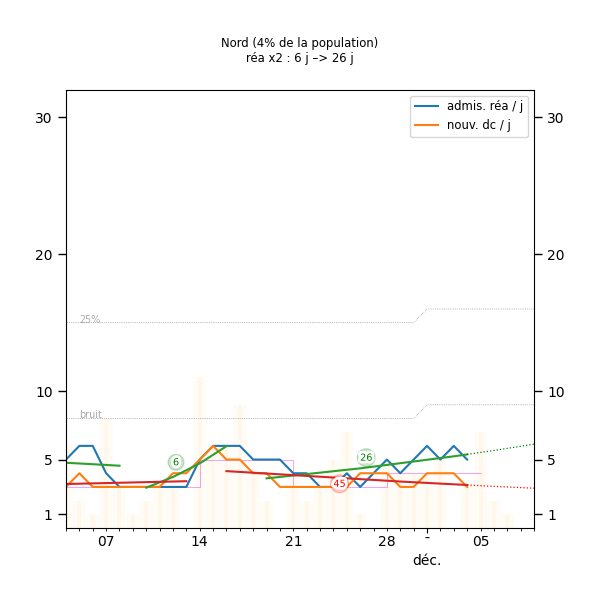 Nord (4% de la population)
réa x2 : 6 j –> 26 j
admis. réa / j
nouv. dc / j
30 30
20 20
25%
10 10
bruit
6 26
5 5
45
1 1
07 14 21 28 - 05
déc.